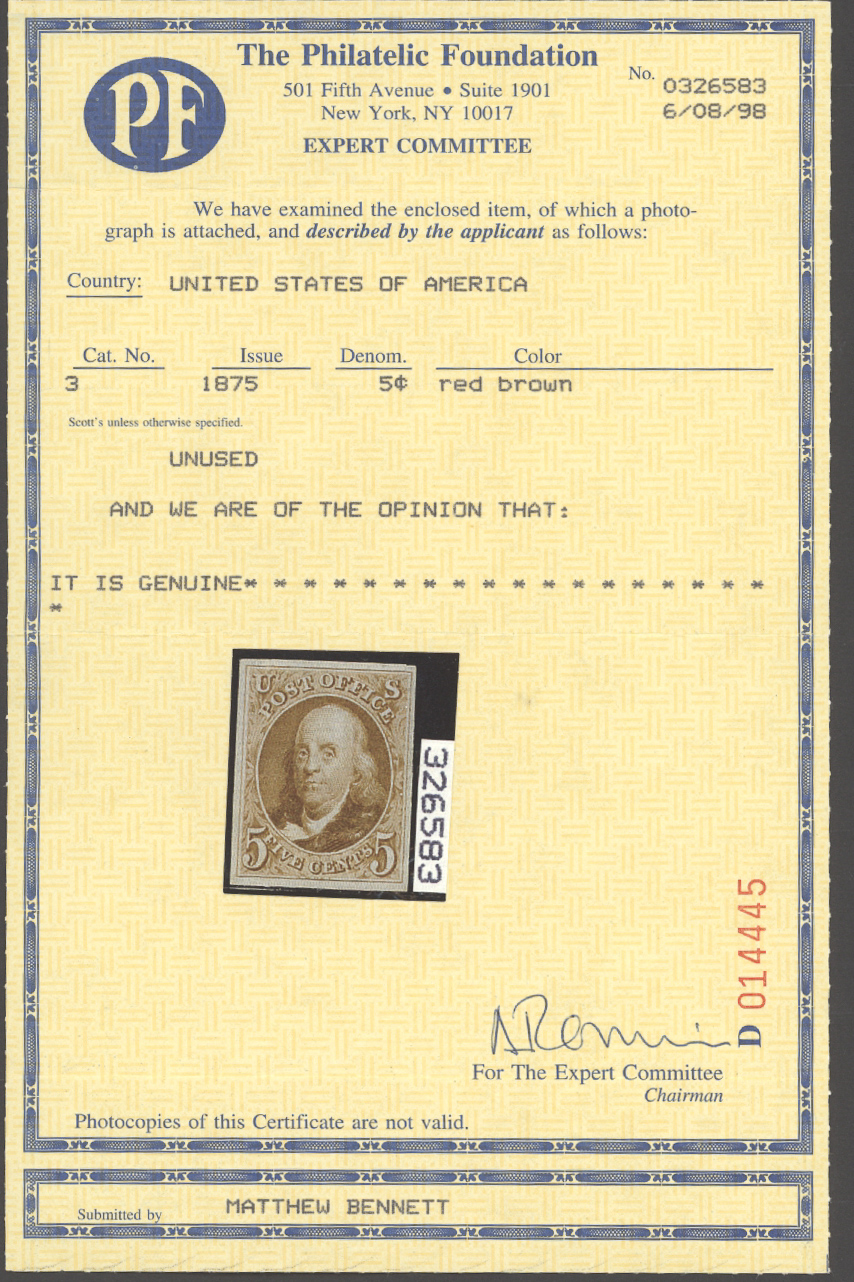 The Philatelic Foundation
PF
501 Fifth Avenue • Suite 1901
New York, NY 10017
EXPERT COMMITTEE
No. 0326583
6/08/98
We have examined the enclosed item, of which a photo-
graph is attached, and described by the applicant as follows:
Country: UNITED STATES OF AMERICA
Cat. No. Issue Denom. Color
3 1875 5¢ red brown
Scott's unless otherwise specified.
UNUSED
AND WE ARE OF THE OPINION THAT:
IT IS GENUINE* * * * * * * * * * * * * * * * * *
*
U S
POST OFFICE
5 FIVE CENTS 5
326583
D 014445
For The Expert Committee
Chairman
Photocopies of this Certificate are not valid.
Submitted by MATTHEW BENNETT